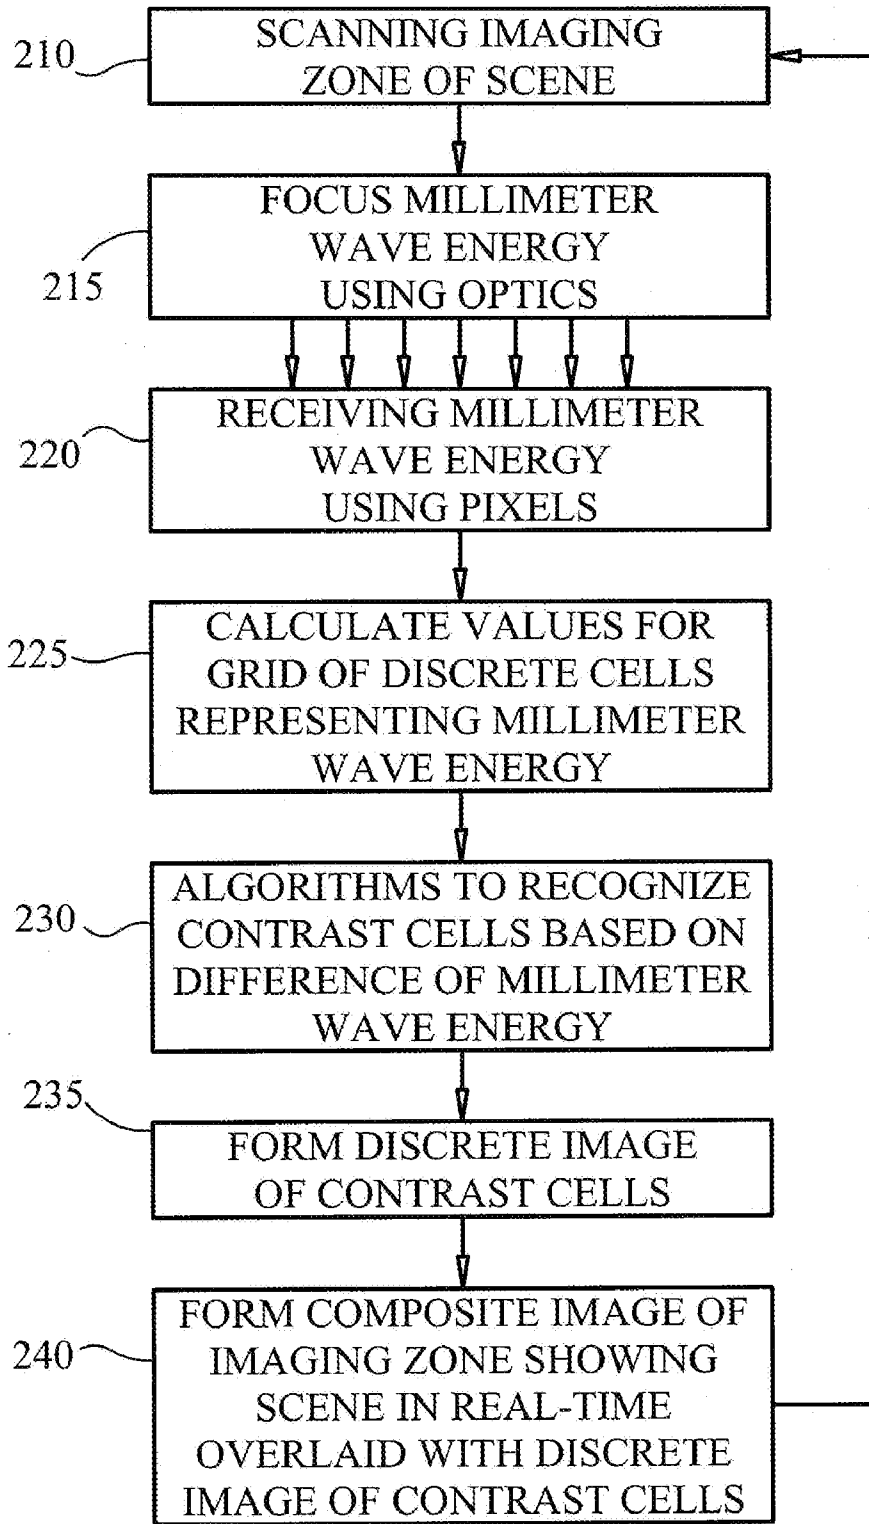 210
SCANNING IMAGING
ZONE OF SCENE
215
FOCUS MILLIMETER
WAVE ENERGY
USING OPTICS
220
RECEIVING MILLIMETER
WAVE ENERGY
USING PIXELS
225
CALCULATE VALUES FOR
GRID OF DISCRETE CELLS
REPRESENTING MILLIMETER
WAVE ENERGY
230
ALGORITHMS TO RECOGNIZE
CONTRAST CELLS BASED ON
DIFFERENCE OF MILLIMETER
WAVE ENERGY
235
FORM DISCRETE IMAGE
OF CONTRAST CELLS
240
FORM COMPOSITE IMAGE OF
IMAGING ZONE SHOWING
SCENE IN REAL-TIME
OVERLAID WITH DISCRETE
IMAGE OF CONTRAST CELLS